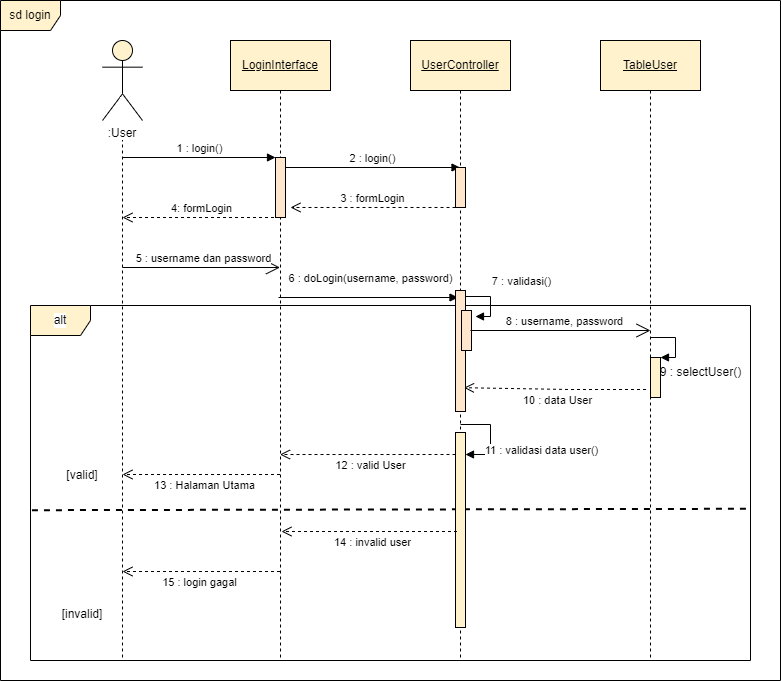 sd login
LoginInterface
UserController
TableUser
:User
1 : login()
2 : login()
3 : formLogin
4: formLogin
5 : username dan password
6 : doLogin(username, password)
7 : validasi()
alt
8 : username, password
9 : selectUser()
10 : data User
11 : validasi data user()
12 : valid User
[valid]
13 : Halaman Utama
14 : invalid user
15 : login gagal
[invalid]